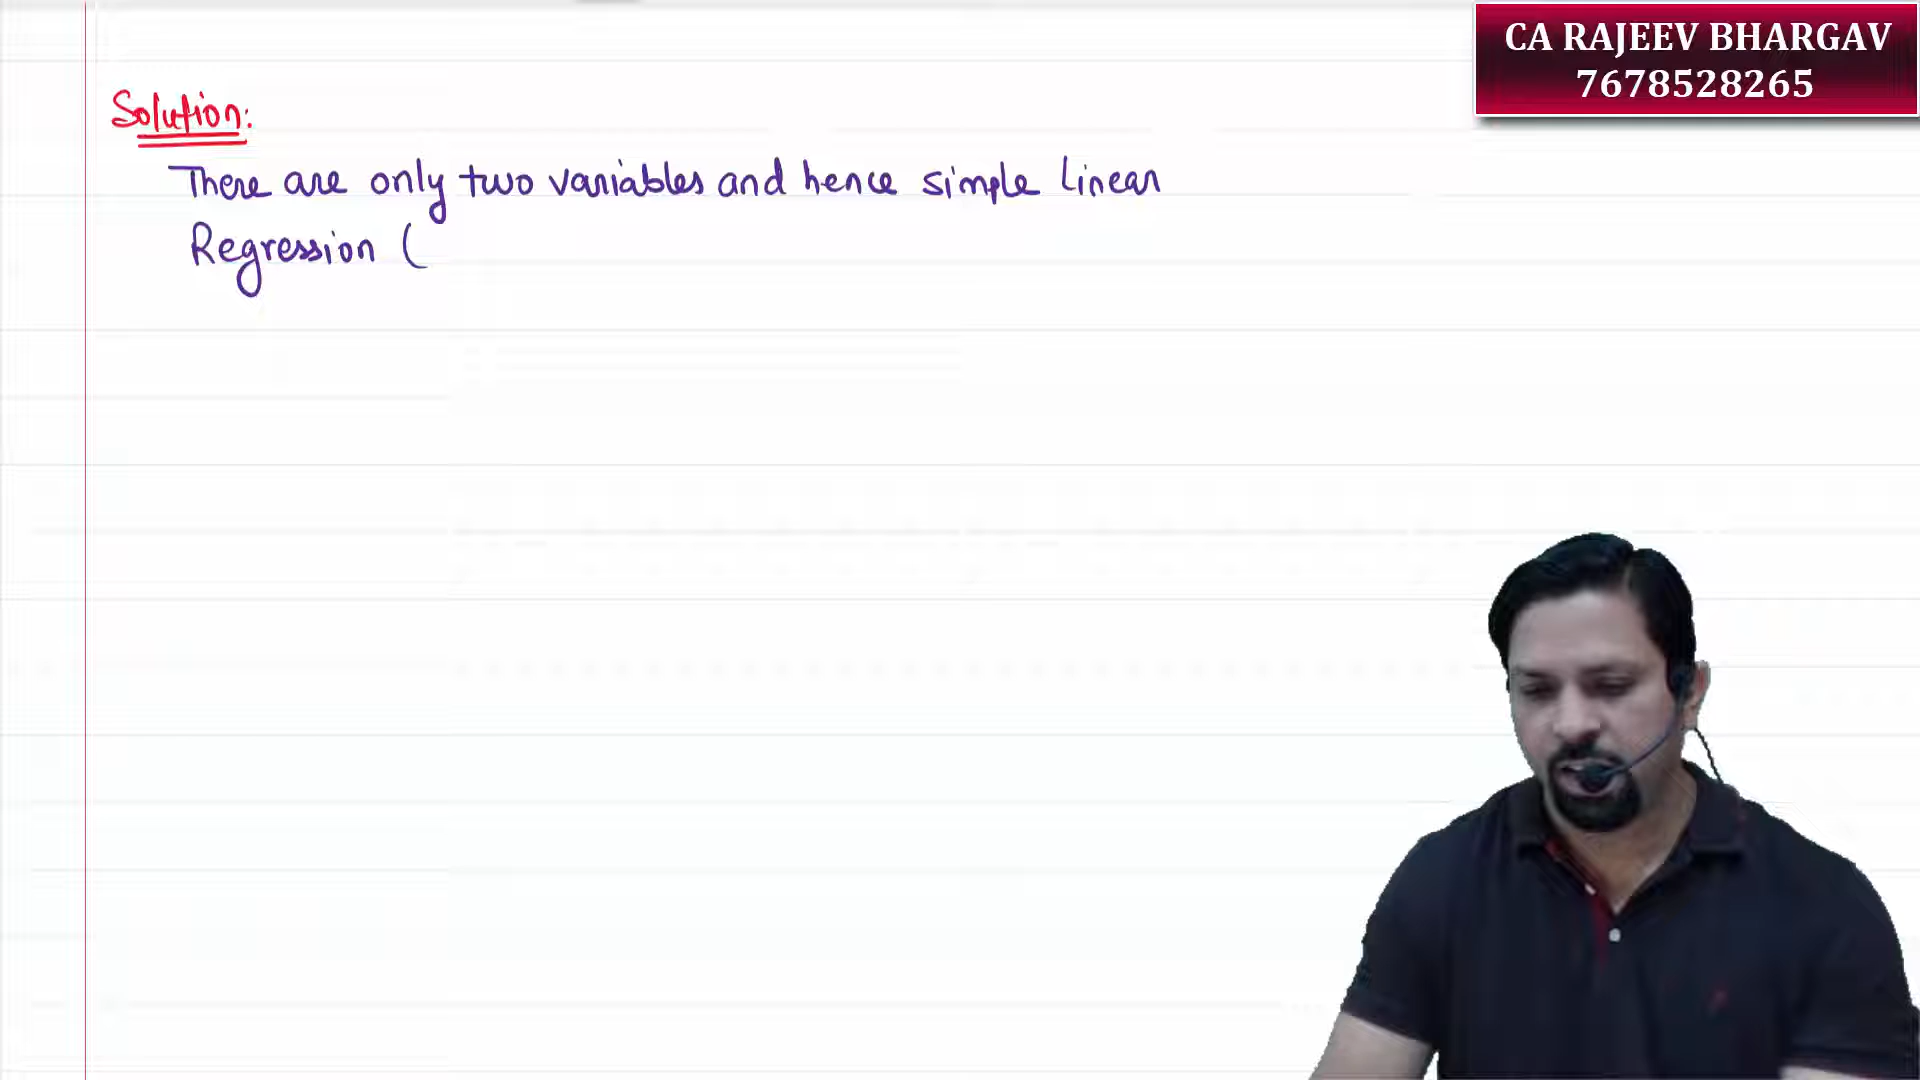 CA RAJEEV BHARGAV
7678528265
Solution:
There are only two variables and hence simple linear
Regression (